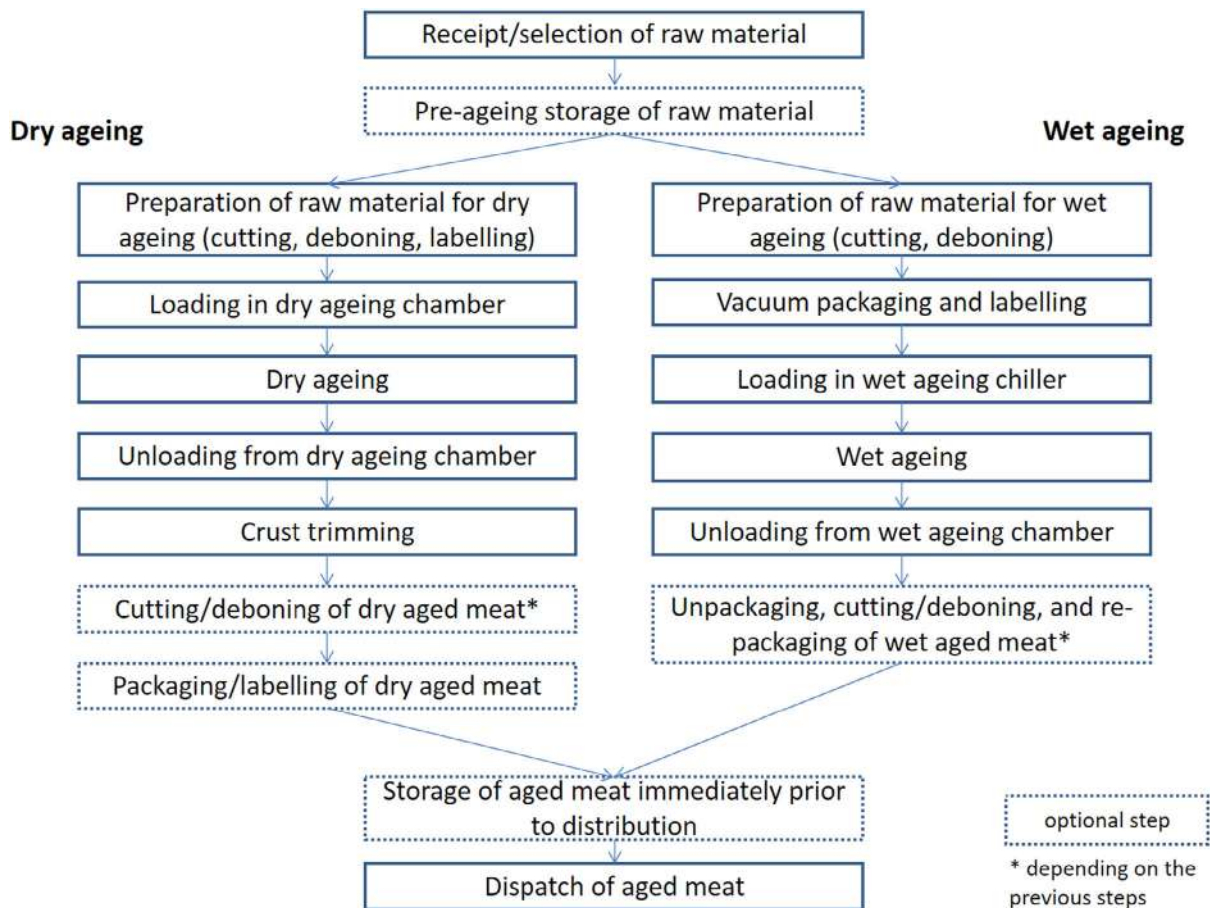 Receipt/selection of raw material
Pre-ageing storage of raw material
Dry ageing
Wet ageing
Preparation of raw material for dry
ageing (cutting, deboning, labelling)
Loading in dry ageing chamber
Dry ageing
Unloading from dry ageing chamber
Crust trimming
Cutting/deboning of dry aged meat*
Packaging/labelling of dry aged meat
Preparation of raw material for wet
ageing (cutting, deboning)
Vacuum packaging and labelling
Loading in wet ageing chiller
Wet ageing
Unloading from wet ageing chamber
Unpackaging, cutting/deboning, and re-
packaging of wet aged meat*
Storage of aged meat immediately prior
to distribution
Dispatch of aged meat
optional step
* depending on the
previous steps